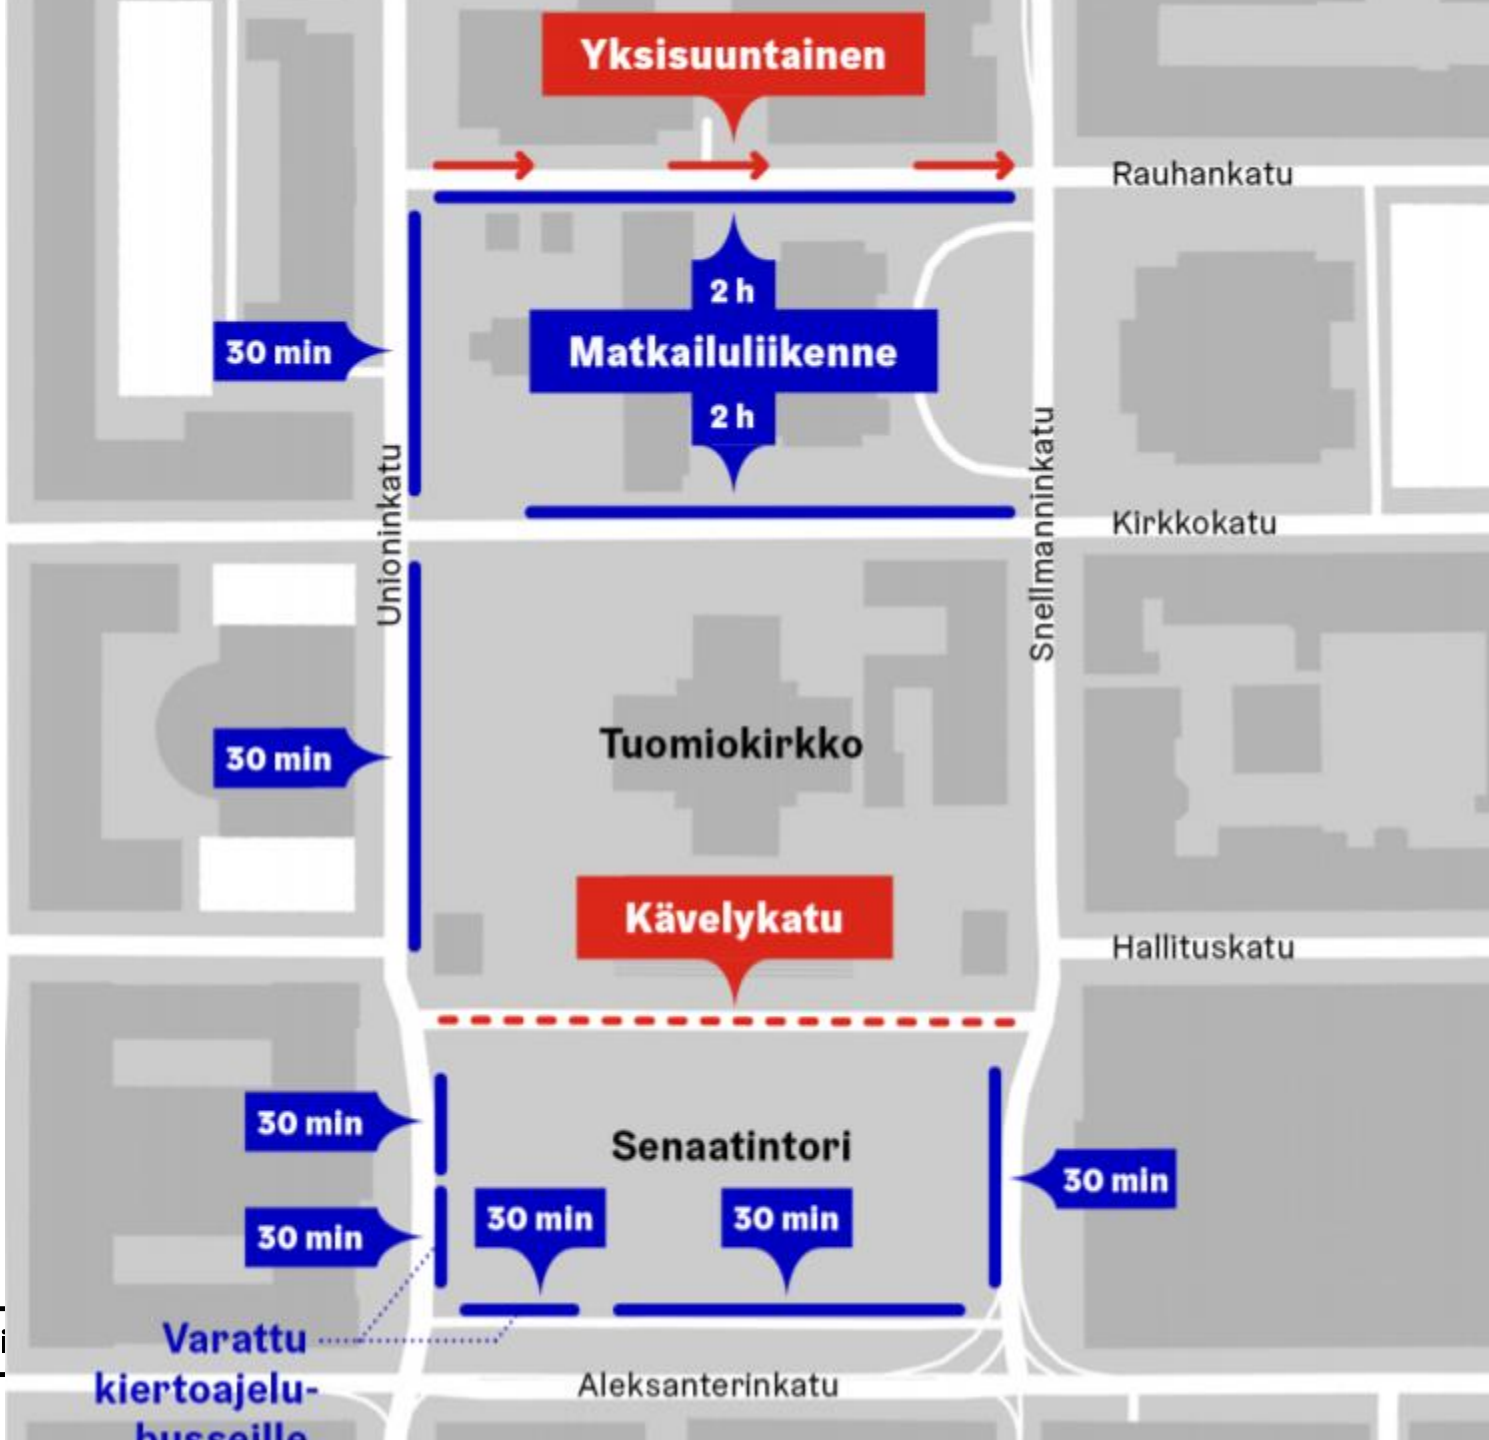 Yksisuuntainen
Rauhankatu
2 h
30 min
Matkailuliikenne
2 h
Unioninkatu
Snellmanninkatu
Kirkkokatu
30 min
Tuomiokirkko
Kävelykatu
Hallituskatu
30 min
Senaatintori
30 min
30 min
30 min
30 min
Varattu
kiertoajelu-
busseille
Aleksanterinkatu